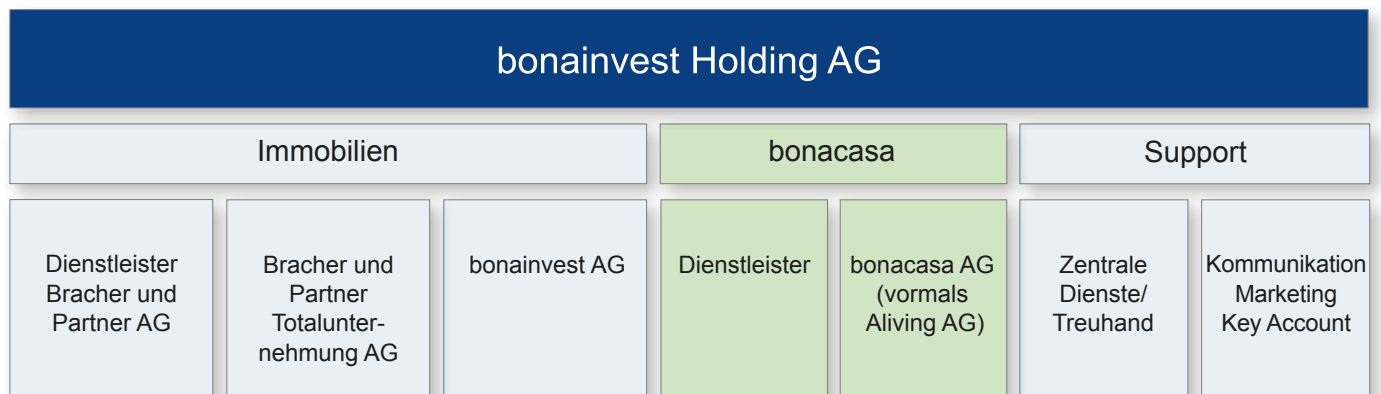 bonainvest Holding AG
Immobilien
bonacasa
Support
Dienstleister
Bracher und
Partner AG
Bracher und
Partner
Totalunter-
nehmung AG
bonainvest AG
Dienstleister
bonacasa AG
(vormals
Aliving AG)
Zentrale
Dienste/
Treuhand
Kommunikation
Marketing
Key Account